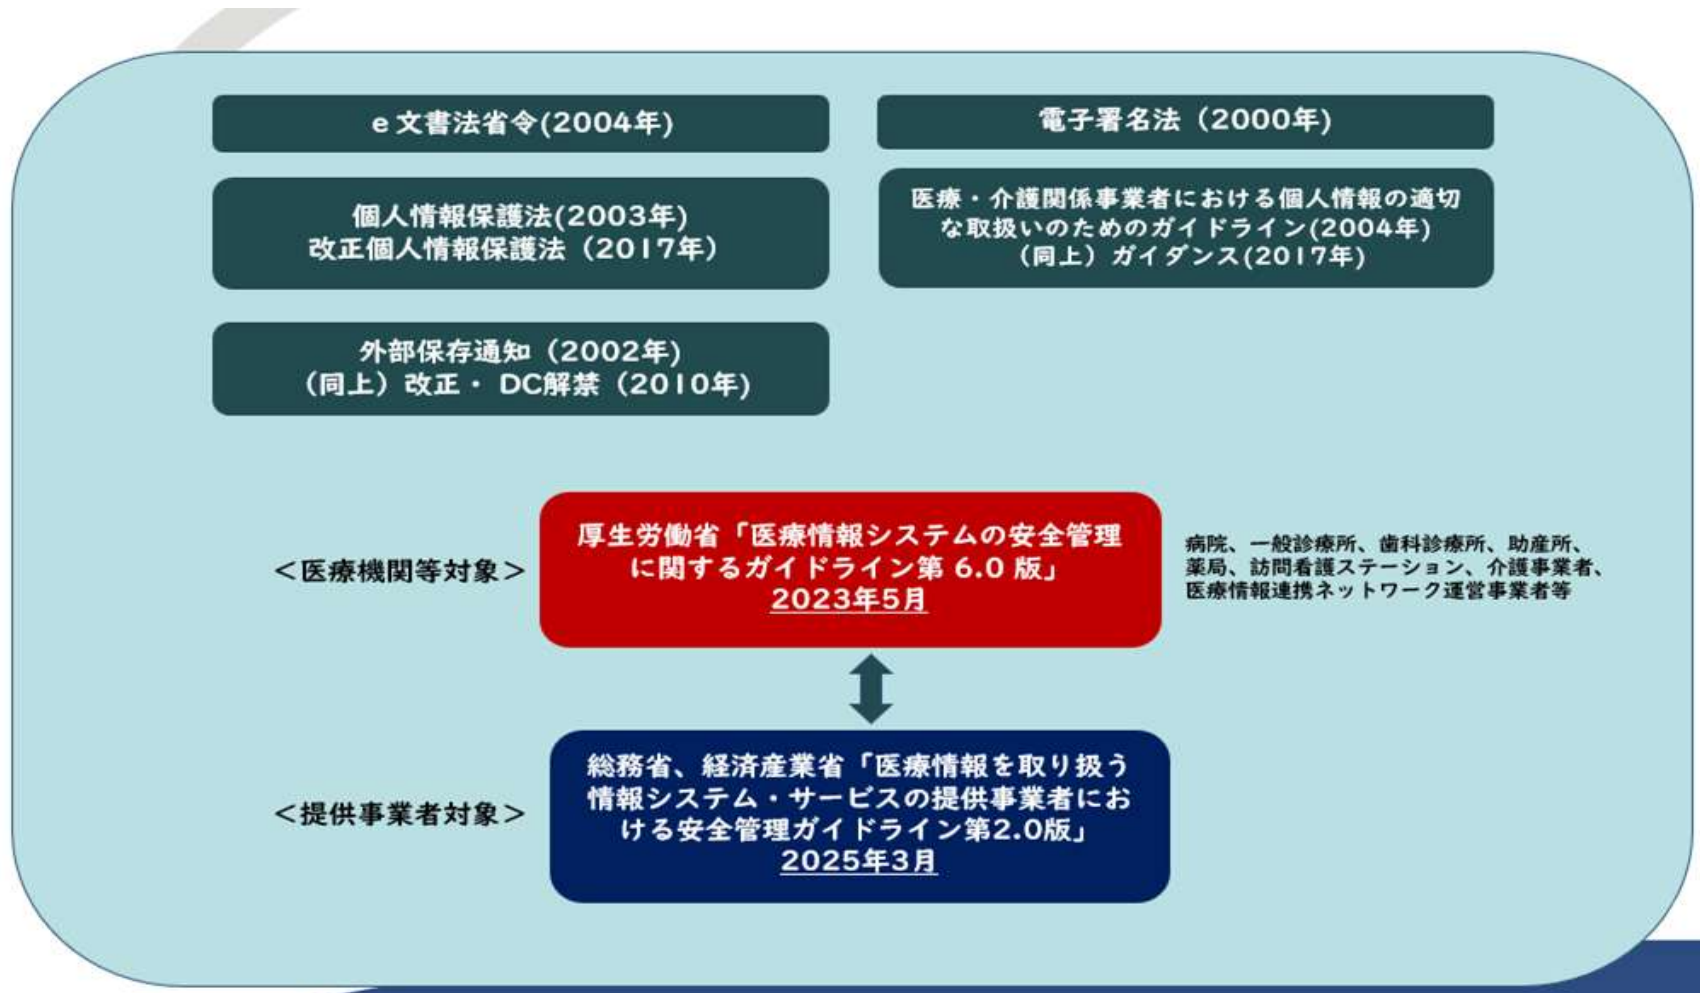 e文書法省令(2004年)
電子署名法（2000年)
個人情報保護法(2003年)
改正個人情報保護法（2017年）
医療・介護関係事業者における個人情報の適切
な取扱いのためのガイドライン(2004年)
（同上）ガイダンス(2017年)
外部保存通知（2002年)
（同上）改正・ DC解禁（2010年)
＜医療機関等対象＞
厚生労働省「医療情報システムの安全管理
に関するガイドライン第 6.0 版」
2023年5月
病院、一般診療所、歯科診療所、助産所、
薬局、訪問看護ステーション、介護事業者、
医療情報連携ネットワーク運営事業者等
＜提供事業者対象＞
総務省、経済産業省「医療情報を取り扱う
情報システム・サービスの提供事業者にお
ける安全管理ガイドライン第2.0版」
2025年3月